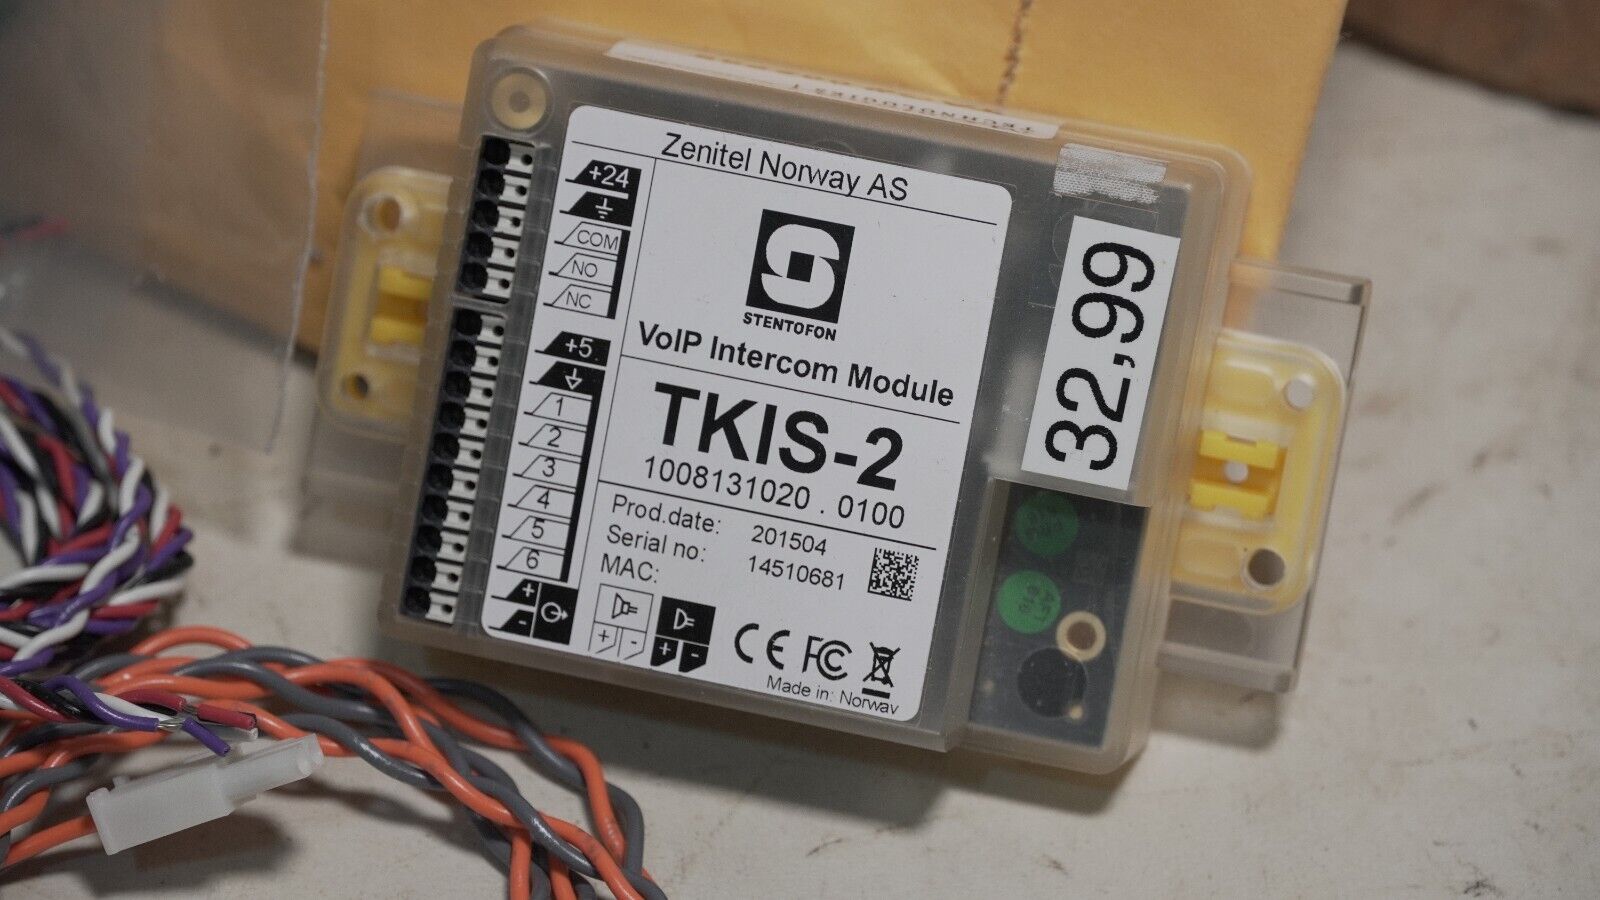 TECHNOLOGIES
Zenitel Norway AS
+24
COM
NO
NC
+5
1
2
3
4
5
6
+
-
STENTOFON
VoIP Intercom Module
TKIS-2
1008131020 . 0100
Prod.date: 201504
Serial no: 14510681
MAC:
+ - + -
CE FC
Made in: Norway
32,99